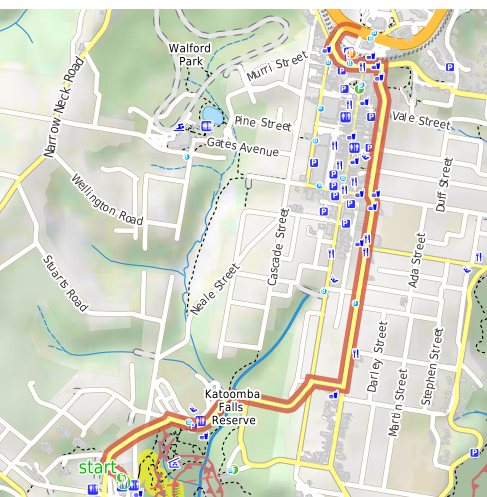 Walford
Park
Murri Street
Narrow Neck Road
Pine Street
Vale Street
Gates Avenue
Duff Street
Wellington Road
Cascade Street
Ada Street
Stuarts Road
Neale Street
Darley Street
Stephen Street
Martin Street
Katoomba
Falls
Reserve
start